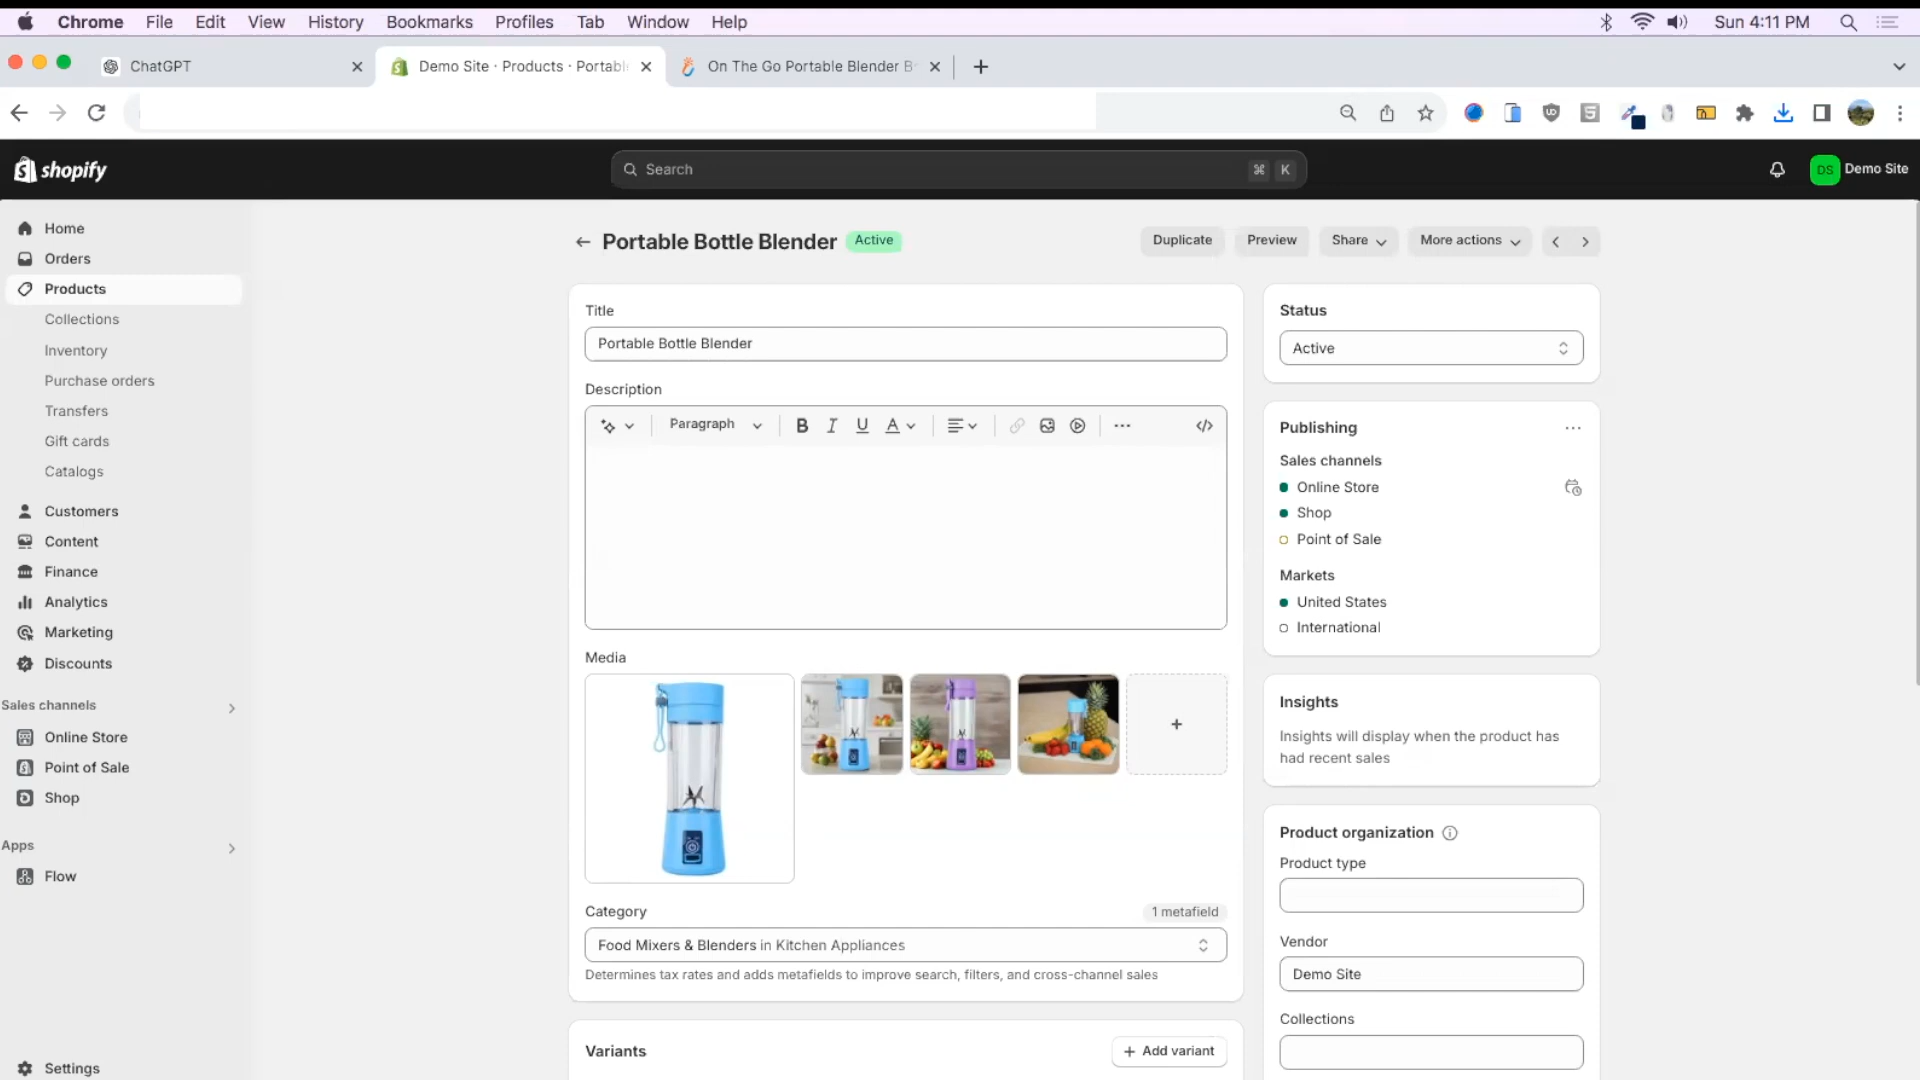 Chrome File Edit View History Bookmarks Profiles Tab Window Help Sun 4:11 PM
ChatGPT
Demo Site · Products · Portabl
On The Go Portable Blender B
shopify
Search
⌘ K
DS Demo Site
Home
Orders
Products
Collections
Inventory
Purchase orders
Transfers
Gift cards
Catalogs
Customers
Content
Finance
Analytics
Marketing
Discounts
Sales channels
Online Store
Point of Sale
Shop
Apps
Flow
Settings
Portable Bottle Blender Active
Duplicate Preview Share More actions
Title
Portable Bottle Blender
Description
Paragraph B I U A ... </>
Media
+
Category 1 metafield
Food Mixers & Blenders in Kitchen Appliances
Determines tax rates and adds metafields to improve search, filters, and cross-channel sales
Variants + Add variant
Status
Active
Publishing ...
Sales channels
Online Store
Shop
Point of Sale
Markets
United States
International
Insights
Insights will display when the product has
had recent sales
Product organization
Product type
Vendor
Demo Site
Collections